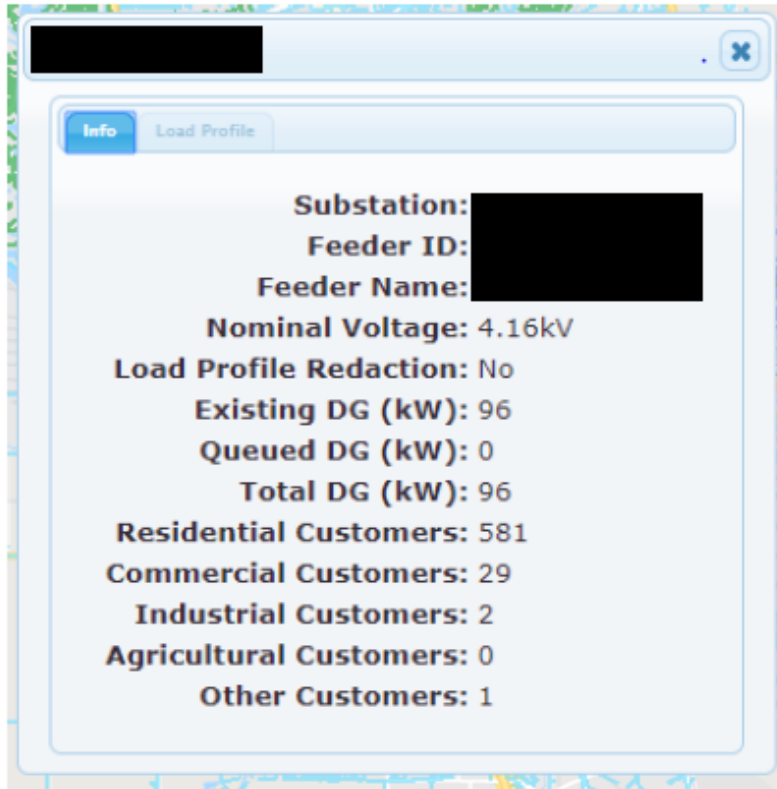 Info Load Profile
Substation:
Feeder ID:
Feeder Name:
Nominal Voltage: 4.16kV
Load Profile Redaction: No
Existing DG (kW): 96
Queued DG (kW): 0
Total DG (kW): 96
Residential Customers: 581
Commercial Customers: 29
Industrial Customers: 2
Agricultural Customers: 0
Other Customers: 1